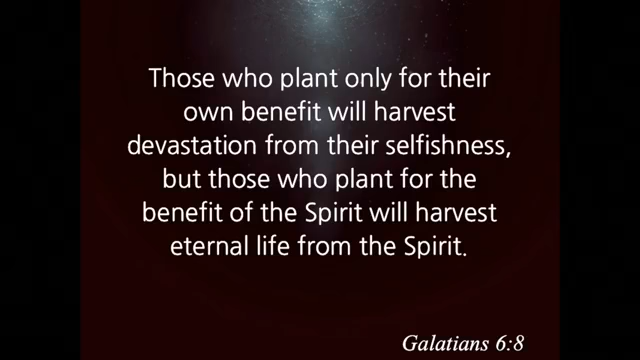 Those who plant only for their
own benefit will harvest
devastation from their selfishness,
but those who plant for the
benefit of the Spirit will harvest
eternal life from the Spirit.
Galatians 6:8